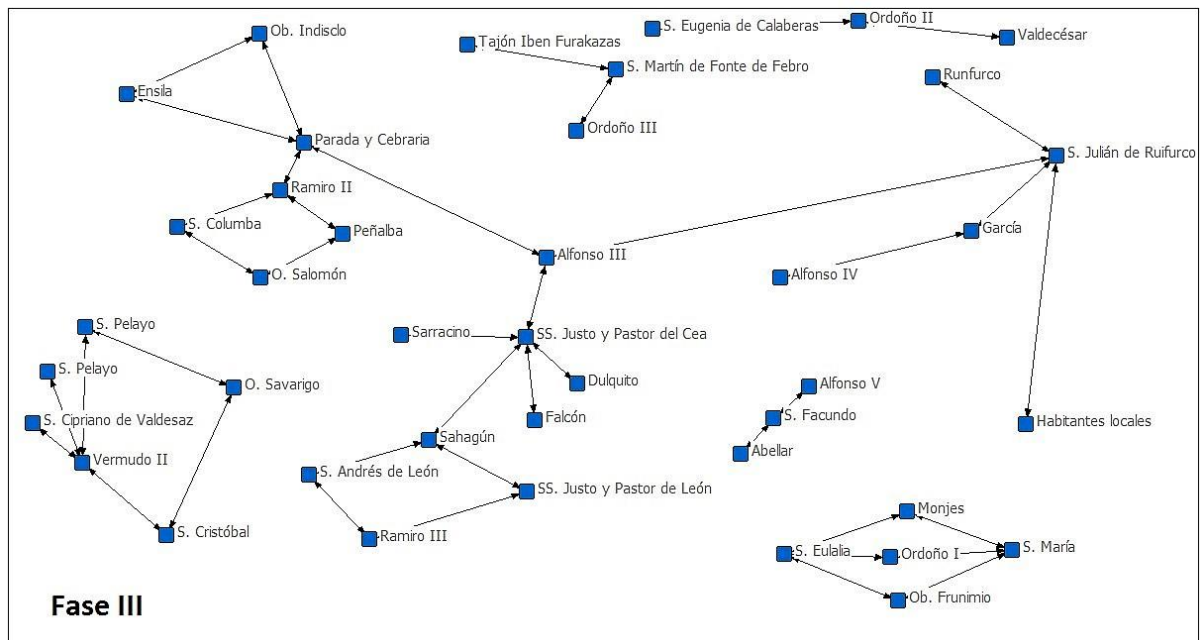 Ob. Indisclo
Ensila
Parada y Cebraria
Ramiro II
S. Columba
Peñalba
O. Salomón
Tajón Iben Furakazas
S. Martín de Fonte de Febro
Ordoño III
S. Eugenia de Calaberas
Ordoño II
Valdecésar
Runfurco
S. Julián de Ruifurco
García
Alfonso IV
Alfonso III
Sarracino
SS. Justo y Pastor del Cea
Dulquito
Falcón
Sahagún
S. Andrés de León
SS. Justo y Pastor de León
Ramiro III
S. Pelayo
S. Pelayo
O. Savarigo
S. Cipriano de Valdesaz
Vermudo II
S. Cristóbal
Alfonso V
S. Facundo
Abellar
Habitantes locales
Monjes
S. Eulalia
Ordoño I
S. María
Ob. Frunimio
Fase III